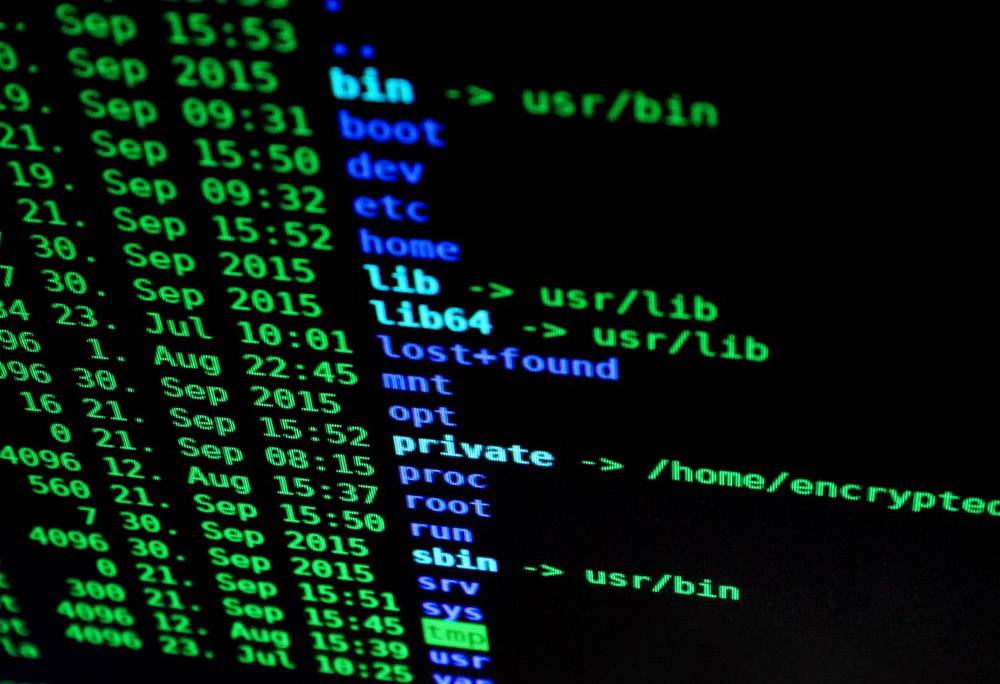 .
. Sep 15:53 ..
0. Sep 2015 bin -> usr/bin
19. Sep 09:31 boot
21. Sep 15:50 dev
19. Sep 09:32 etc
21. Sep 15:52 home
30. Sep 2015 lib -> usr/lib
7 30. Sep 2015 lib64 -> usr/lib
84 23. Jul 10:01 lost+found
96 1. Aug 22:45 mnt
096 30. Sep 2015 opt
16 21. Sep 15:52 private -> /home/encrypted
0 21. Sep 08:15 proc
4096 12. Aug 15:37 root
560 21. Sep 15:50 run
7 30. Sep 2015 sbin -> usr/bin
4096 30. Sep 2015 srv
0 21. Sep 15:51 sys
300 21. Sep 15:45 tmp
4096 12. Aug 15:39 usr
4096 23. Jul 10:25 var